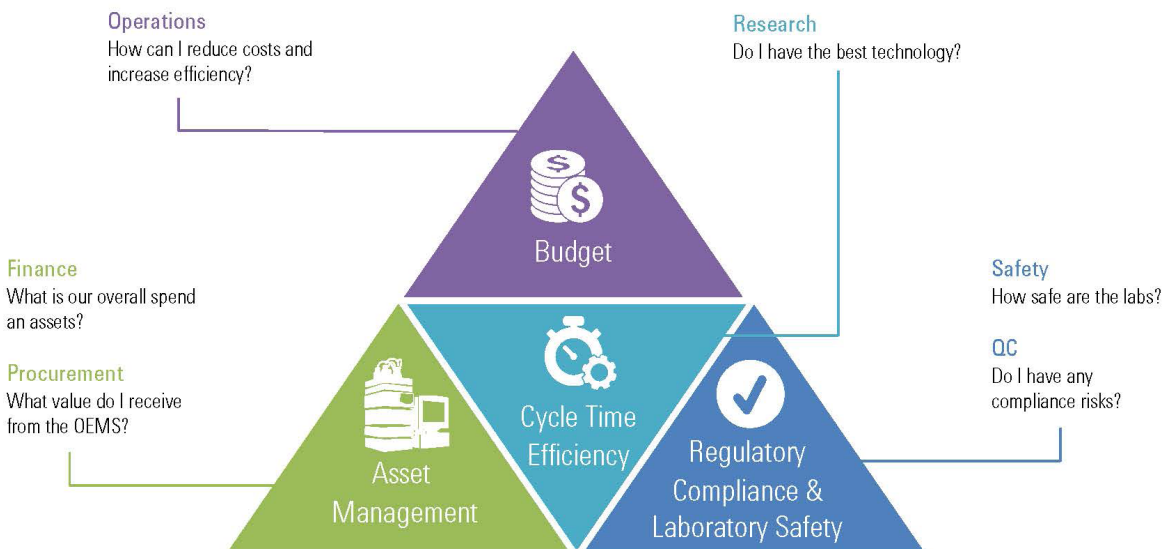 Operations
How can I reduce costs and
increase efficiency?
Research
Do I have the best technology?
$
$
Budget
Finance
What is our overall spend
an assets?
Procurement
What value do I receive
from the OEMS?
Safety
How safe are the labs?
QC
Do I have any
compliance risks?
Cycle Time
Efficiency
Asset
Management
Regulatory
Compliance &
Laboratory Safety